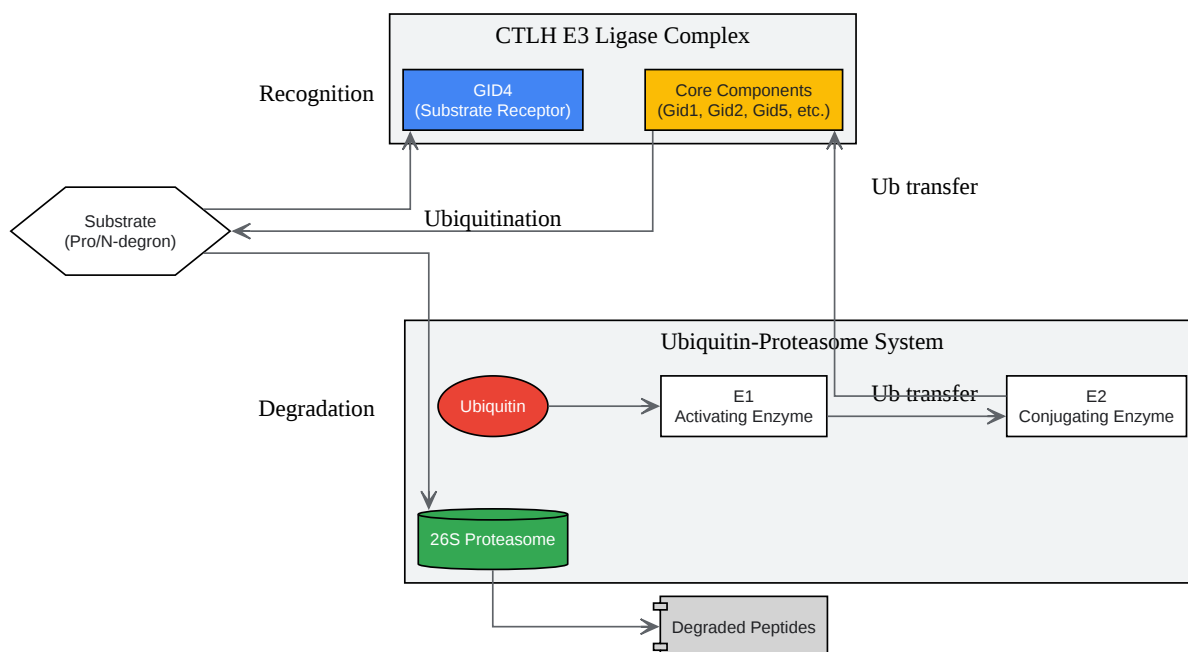 CTLH E3 Ligase Complex
Recognition
GID4
(Substrate Receptor)
Core Components
(Gid1, Gid2, Gid5, etc.)
Ub transfer
Ubiquitination
Substrate
(Pro/N-degron)
Ubiquitin-Proteasome System
Degradation
Ubiquitin
E1
Activating Enzyme
Ub transfer
E2
Conjugating Enzyme
26S Proteasome
Degraded Peptides